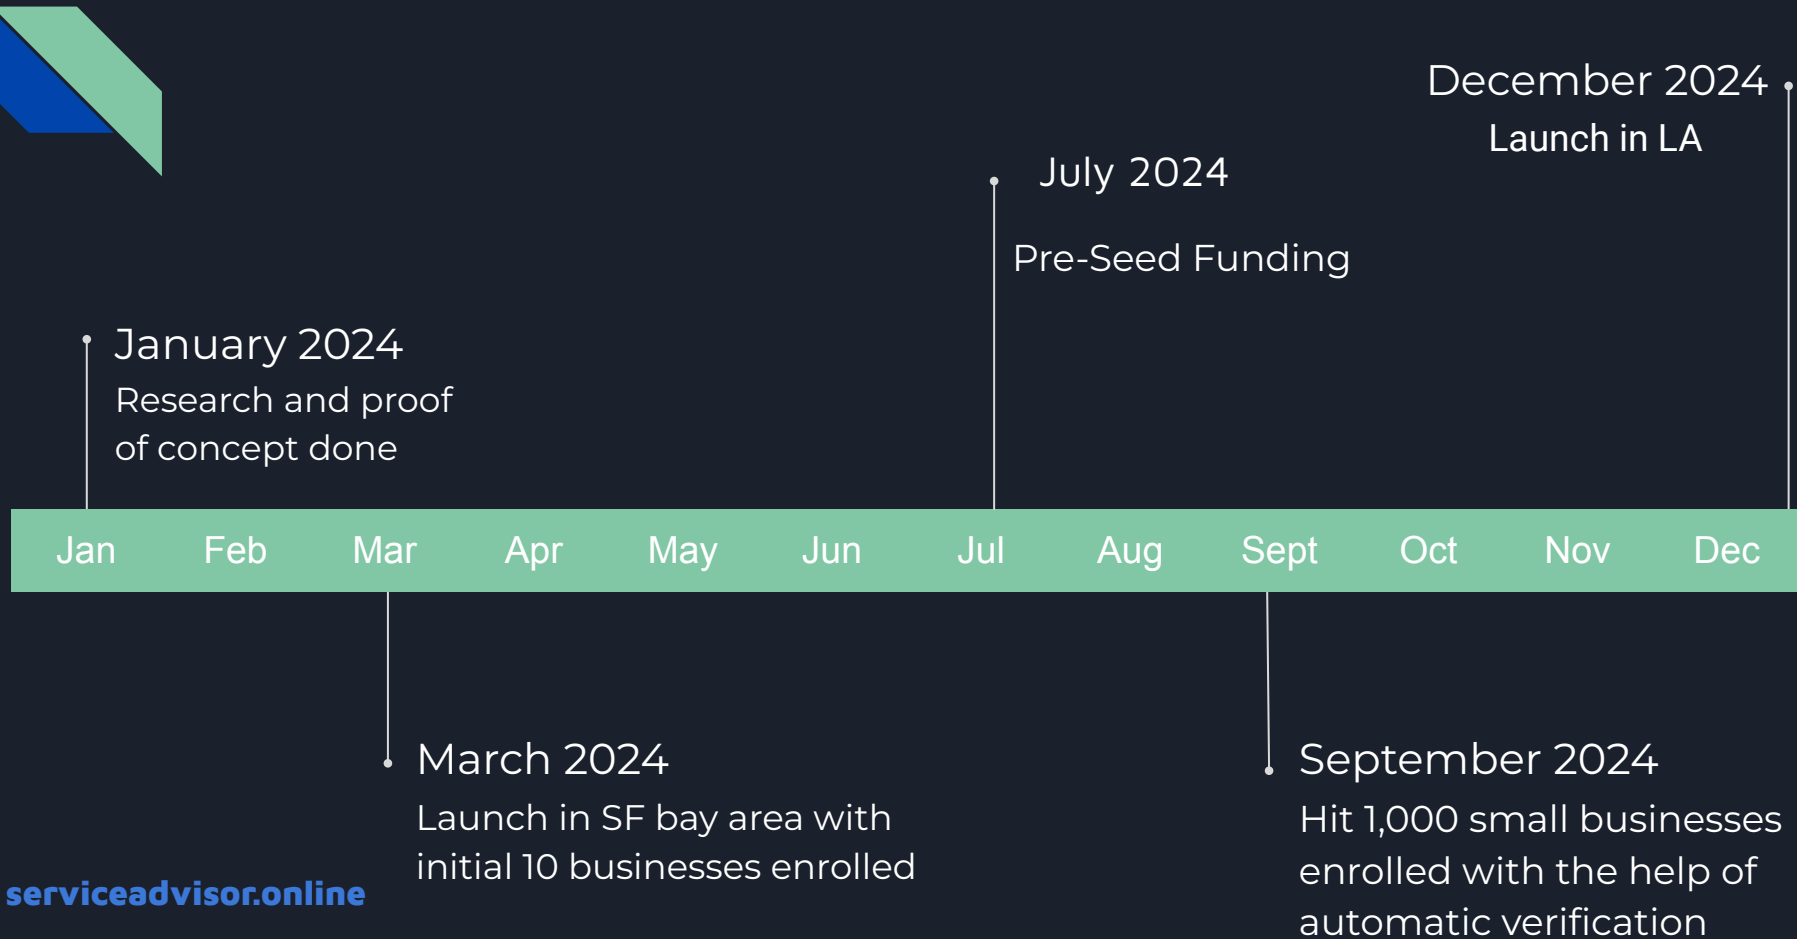 December 2024
Launch in LA
July 2024
Pre-Seed Funding
January 2024
Research and proof
of concept done
Jan Feb Mar Apr May Jun Jul Aug Sept Oct Nov Dec
March 2024
Launch in SF bay area with
initial 10 businesses enrolled
September 2024
Hit 1,000 small businesses
enrolled with the help of
automatic verification
serviceadvisor.online